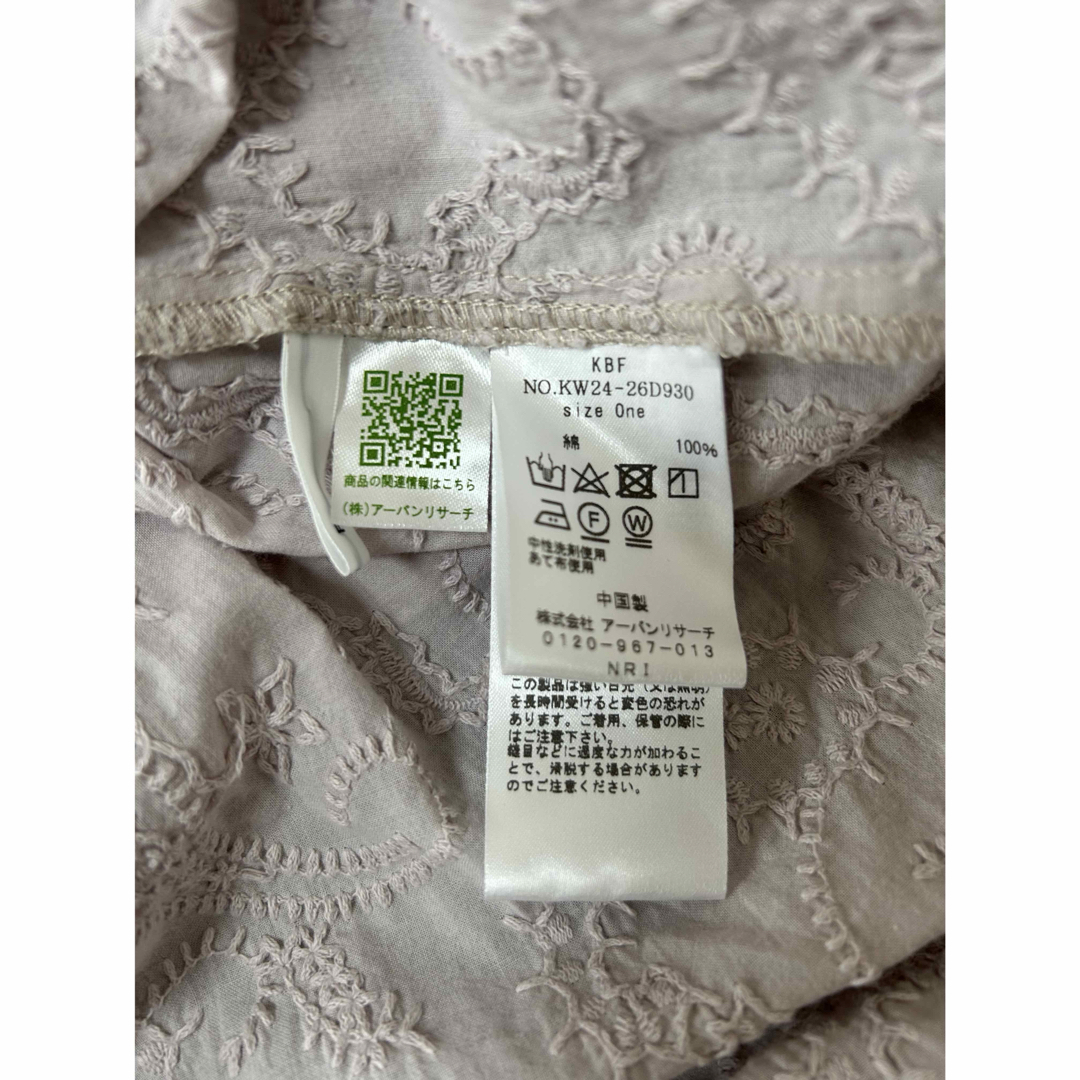 商品の関連情報はこちら
(株)アーバンリサーチ
KBF
NO.KW24-26D930
size One
綿 100%
F W
中性洗剤使用
あて布使用
中国製
株式会社 アーバンリサーチ
0120-967-013
NRI
この製品は強い日光(又は照明)
を長時間受けると変色の恐れが
あります。ご着用、保管の際に
はご注意下さい。
縫目などに過度な力が加わるこ
とで、滑脱する場合があります
のでご注意ください。